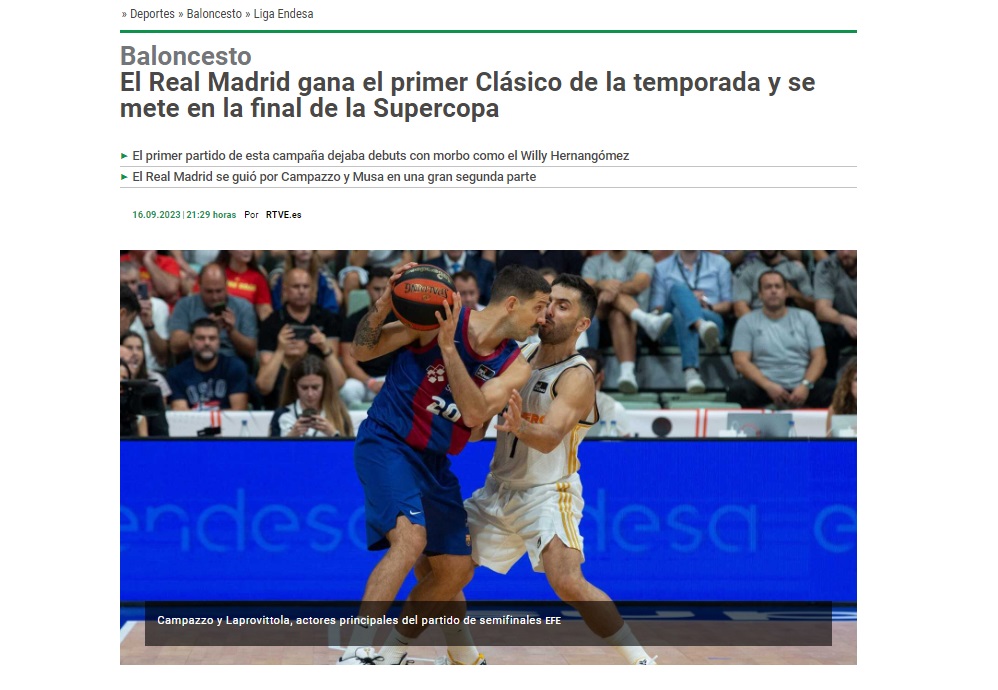 » Deportes » Baloncesto » Liga Endesa
Baloncesto
El Real Madrid gana el primer Clásico de la temporada y se
mete en la final de la Supercopa
► El primer partido de esta campaña dejaba debuts con morbo como el Willy Hernangómez
► El Real Madrid se guió por Campazzo y Musa en una gran segunda parte
16.09.2023 | 21:29 horas Por RTVE.es
20
endesa
Campazzo y Laprovittola, actores principales del partido de semifinales EFE